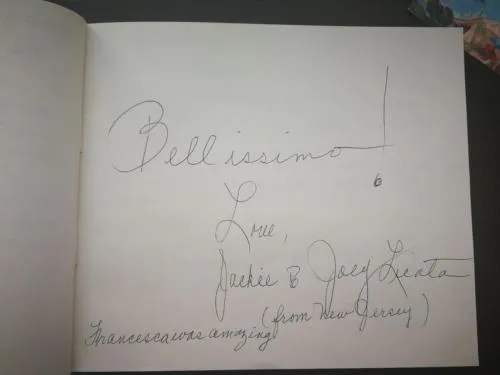 Bellissimo!
Love,
Jackie B Joey Licata
(from New Jersey)
Francesca was amazing